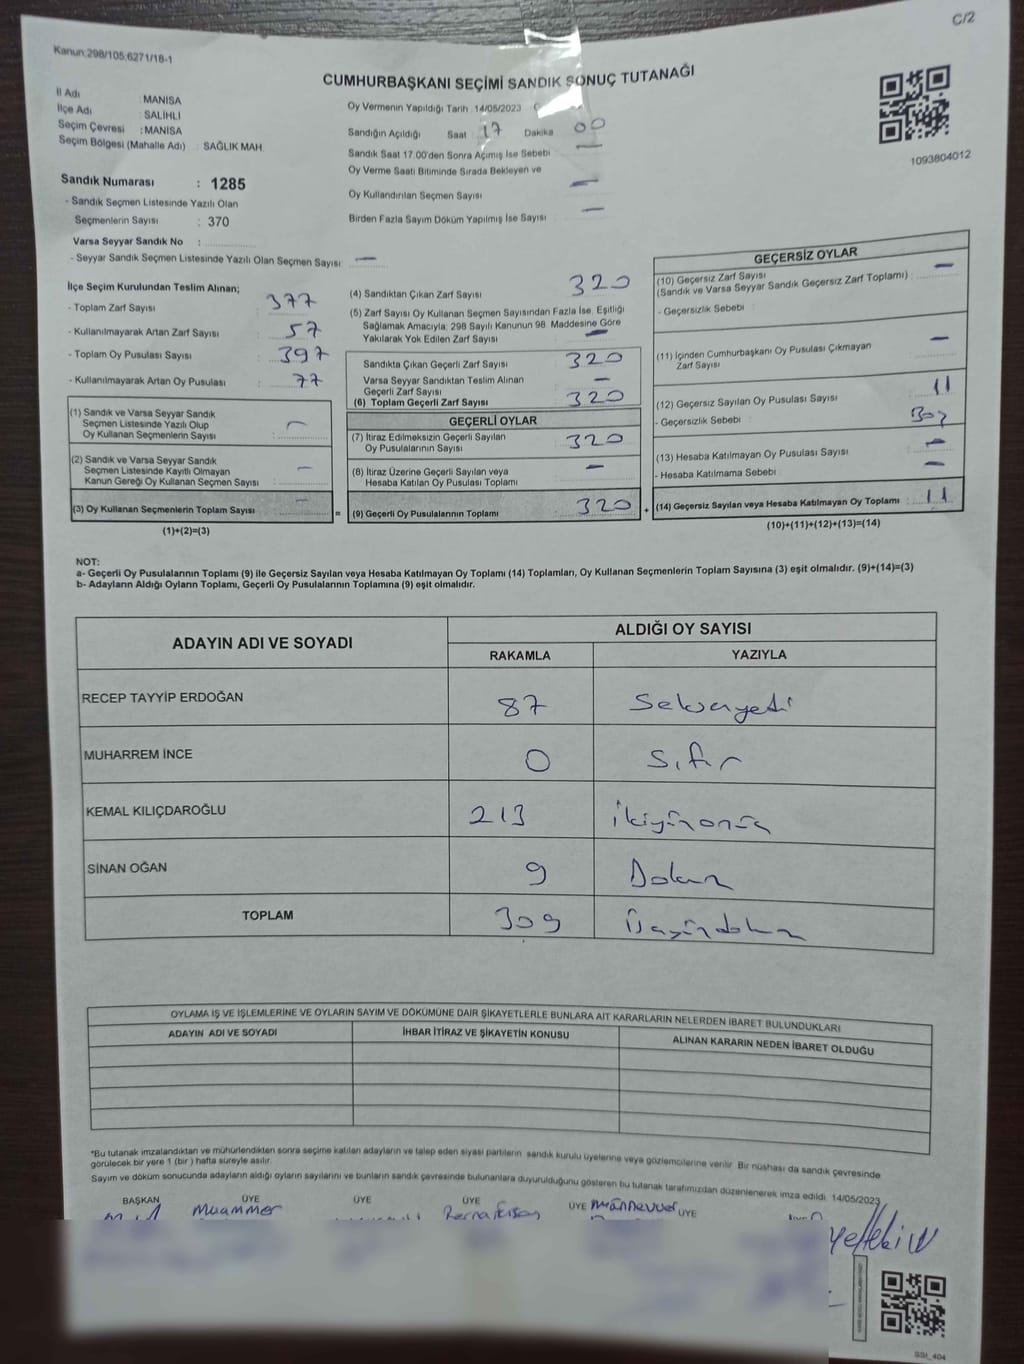 C/2
Kanun:298/105;6271/18-1
CUMHURBAŞKANI SEÇİMİ SANDIK SONUÇ TUTANAĞI
İl Adı : MANİSA
İlçe Adı : SALİHLİ
Seçim Çevresi : MANİSA
Seçim Bölgesi (Mahalle Adı) : SAĞLIK MAH.
Sandık Numarası : 1285
- Sandık Seçmen Listesinde Yazılı Olan
Seçmenlerin Sayısı : 370
Varsa Seyyar Sandık No :
- Seyyar Sandık Seçmen Listesinde Yazılı Olan Seçmen Sayısı: —
Oy Vermenin Yapıldığı Tarih : 14/05/2023
Sandığın Açıldığı Saat : 17 Dakika : 00
Sandık Saat 17.00'den Sonra Açılmış İse Sebebi —
Oy Verme Saati Bitiminde Sırada Bekleyen ve
Oy Kullandırılan Seçmen Sayısı —
Birden Fazla Sayım Döküm Yapılmış İse Sayısı —
1093804012
İlçe Seçim Kurulundan Teslim Alınan;
- Toplam Zarf Sayısı : 377
- Kullanılmayarak Artan Zarf Sayısı : 57
- Toplam Oy Pusulası Sayısı : 397
- Kullanılmayarak Artan Oy Pusulası : 77
(1) Sandık ve Varsa Seyyar Sandık
Seçmen Listesinde Yazılı Olup
Oy Kullanan Seçmenlerin Sayısı : —
(2) Sandık ve Varsa Seyyar Sandık
Seçmen Listesinde Kayıtlı Olmayan
Kanun Gereği Oy Kullanan Seçmen Sayısı : —
(3) Oy Kullanan Seçmenlerin Toplam Sayısı : —
(1)+(2)=(3)
(4) Sandıktan Çıkan Zarf Sayısı : 320
(5) Zarf Sayısı Oy Kullanan Seçmen Sayısından Fazla İse, Eşitliği
Sağlamak Amacıyla; 298 Sayılı Kanunun 98. Maddesine Göre
Yakılarak Yok Edilen Zarf Sayısı : —
Sandıkta Çıkan Geçerli Zarf Sayısı : 320
Varsa Seyyar Sandıktan Teslim Alınan
Geçerli Zarf Sayısı : —
(6) Toplam Geçerli Zarf Sayısı : 320
GEÇERLİ OYLAR
(7) İtiraz Edilmeksizin Geçerli Sayılan
Oy Pusulalarının Sayısı : 320
(8) İtiraz Üzerine Geçerli Sayılan veya
Hesaba Katılan Oy Pusulası Toplamı : —
= (9) Geçerli Oy Pusulalarının Toplamı : 320 +
GEÇERSİZ OYLAR
(10) Geçersiz Zarf Sayısı
(Sandık ve Varsa Seyyar Sandık Geçersiz Zarf Toplamı) : —
- Geçersizlik Sebebi :
(11) İçinden Cumhurbaşkanı Oy Pusulası Çıkmayan
Zarf Sayısı : —
(12) Geçersiz Sayılan Oy Pusulası Sayısı : 11
- Geçersizlik Sebebi :
(13) Hesaba Katılmayan Oy Pusulası Sayısı : —
- Hesaba Katılmama Sebebi : —
(14) Geçersiz Sayılan veya Hesaba Katılmayan Oy Toplamı : 11
(10)+(11)+(12)+(13)=(14)
NOT:
a- Geçerli Oy Pusulalarının Toplamı (9) ile Geçersiz Sayılan veya Hesaba Katılmayan Oy Toplamı (14) Toplamları, Oy Kullanan Seçmenlerin Toplam Sayısına (3) eşit olmalıdır. (9)+(14)=(3)
b- Adayların Aldığı Oyların Toplamı, Geçerli Oy Pusulalarının Toplamına (9) eşit olmalıdır.
ADAYIN ADI VE SOYADI
ALDIĞI OY SAYISI
RAKAMLA YAZIYLA
RECEP TAYYİP ERDOĞAN 87 Seksenyedi
MUHARREM İNCE 0 Sıfır
KEMAL KILIÇDAROĞLU 213 ikiyüzonüç
SİNAN OĞAN 9 Dokuz
TOPLAM 309 üçyüzdokuz
OYLAMA İŞ VE İŞLEMLERİNE VE OYLARIN SAYIM VE DÖKÜMÜNE DAİR ŞİKAYETLERLE BUNLARA AİT KARARLARIN NELERDEN İBARET BULUNDUKLARI
ADAYIN ADI VE SOYADI İHBAR İTİRAZ VE ŞİKAYETİN KONUSU ALINAN KARARIN NEDEN İBARET OLDUĞU
*Bu tutanak imzalandıktan ve mühürlendikten sonra seçime katılan adayların ve talep eden siyasi partilerin sandık kurulu üyelerine veya gözlemcilerine verilir. Bir nüshası da sandık çevresinde
görülecek bir yere 1 (bir) hafta süreyle asılır.
Sayım ve döküm sonucunda adayların aldığı oyların sayılarını ve bunların sandık çevresinde bulunanlara duyurulduğunu gösteren bu tutanak tarafımızdan düzenlenerek imza edildi. 14/05/2023
BAŞKAN ÜYE ÜYE ÜYE ÜYE ÜYE
Muammer
SSI_404